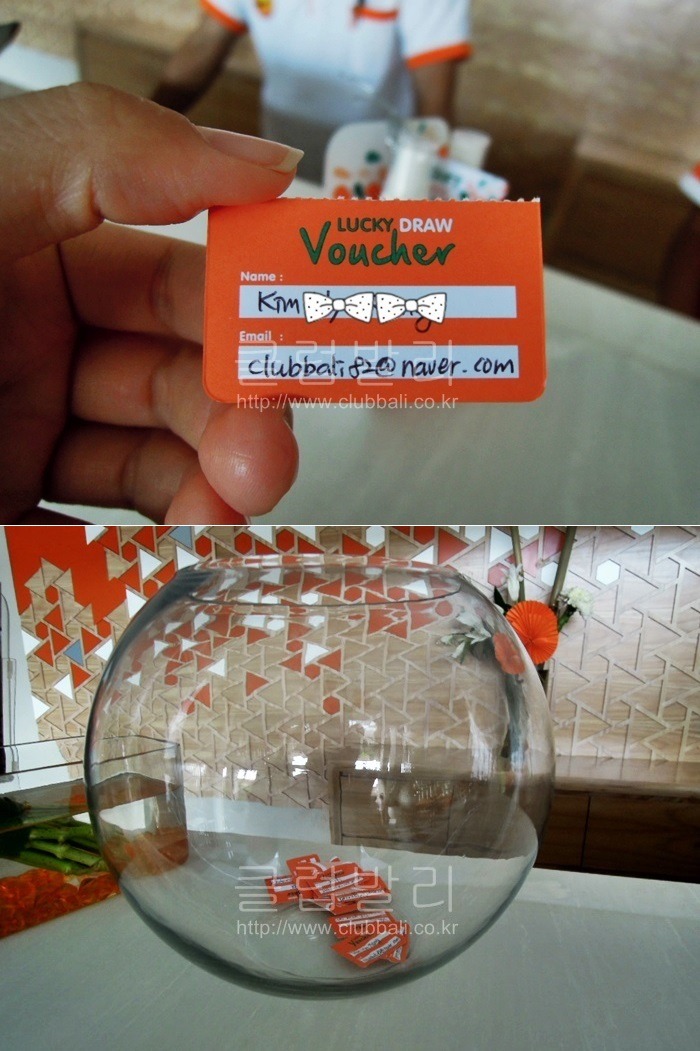 LUCKY DRAW
Voucher
Name :
Kim
Email :
클럽발리
clubbali82@naver.com
http://www.clubbali.co.kr
클럽발리
http://www.clubbali.co.kr